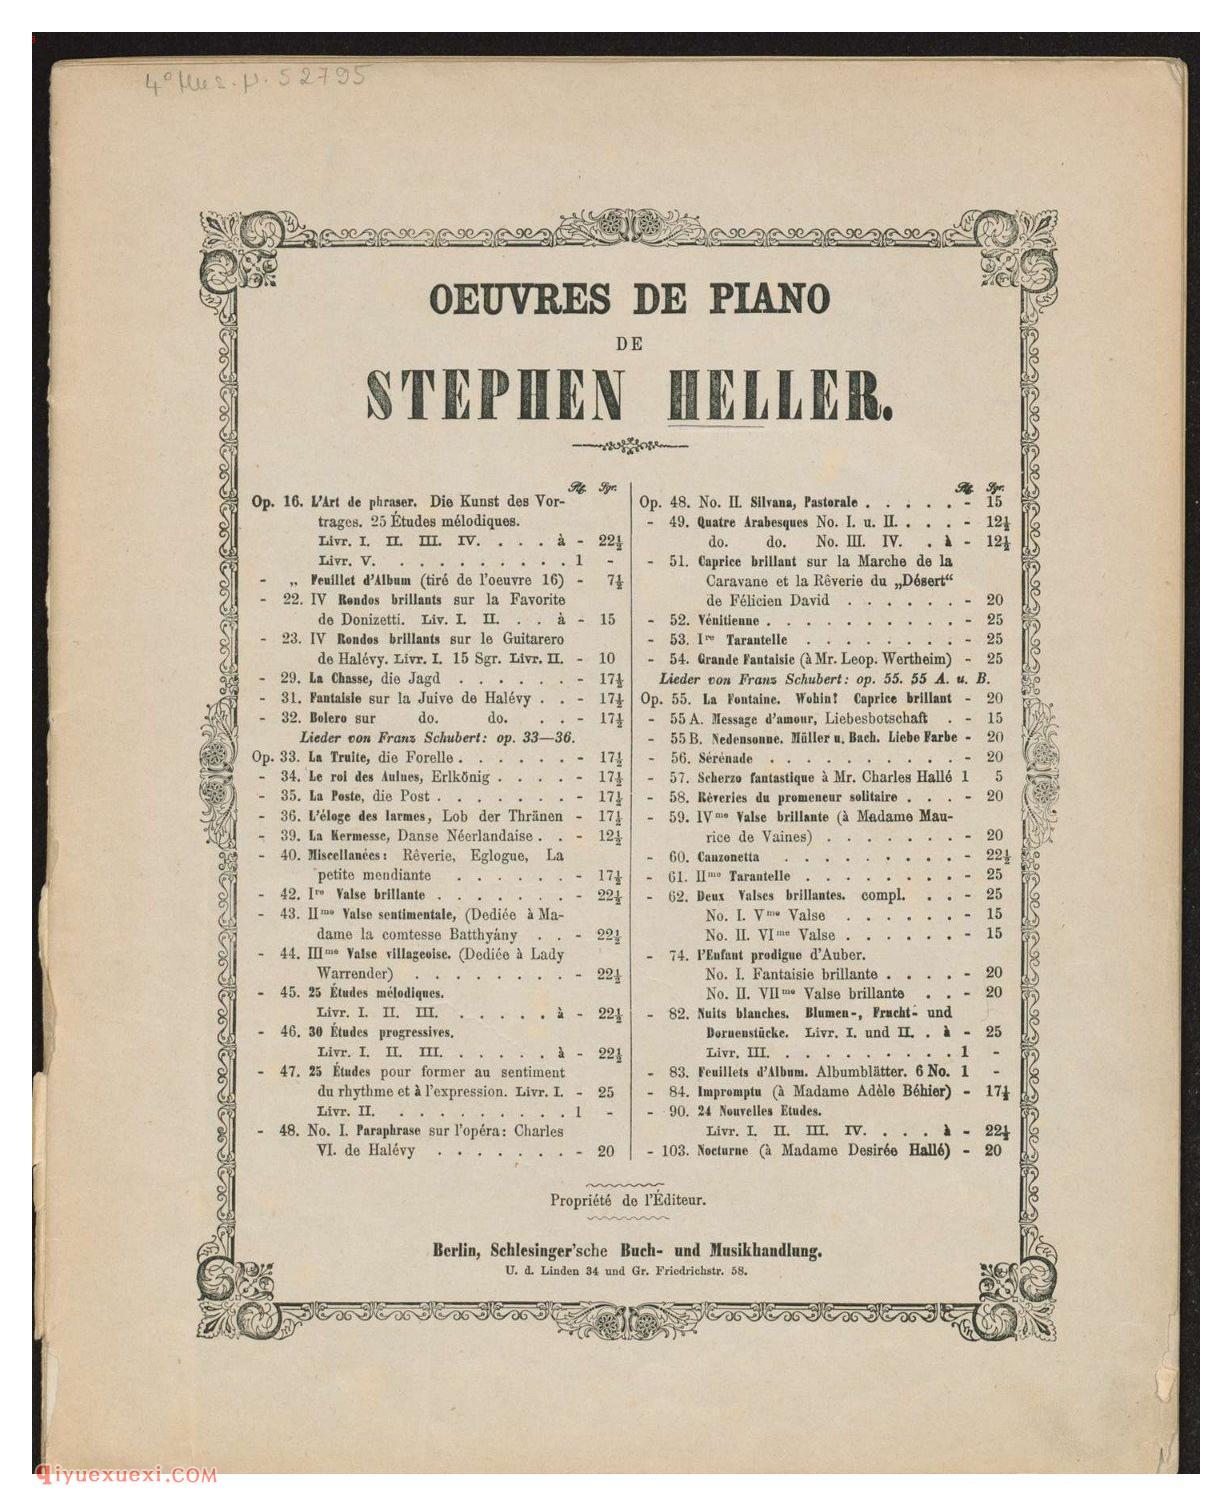 4° Mus. p. 52795
OEUVRES DE PIANO
DE
STEPHEN HELLER.
Rg. Sgr.
Op. 16. L'Art de phraser. Die Kunst des Vor-
trages. 25 Études mélodiques.
Livr. I. II. III. IV. . . . à - 22½
Livr. V. . . . . . . . . . 1 -
- „ Feuillet d'Album (tiré de l'oeuvre 16) - 7½
- 22. IV Rondos brillants sur la Favorite
de Donizetti. Liv. I. II. . . à - 15
- 23. IV Rondos brillants sur le Guitarero
de Halévy. Livr. I. 15 Sgr. Livr. II. - 10
- 29. La Chasse, die Jagd . . . . . . - 17½
- 31. Fantaisie sur la Juive de Halévy . . - 17½
- 32. Bolero sur do. do. . . - 17½
Lieder von Franz Schubert: op. 33—36.
Op. 33. La Truite, die Forelle . . . . . . - 17½
- 34. Le roi des Aulnes, Erlkönig . . . . - 17½
- 35. La Poste, die Post . . . . . . . - 17½
- 36. L'éloge des larmes, Lob der Thränen - 17½
- 39. La Kermesse, Danse Néerlandaise . . - 12½
- 40. Miscellanées: Rêverie, Eglogue, La
petite mendiante . . . . . . - 17½
- 42. Ire Valse brillante . . . . . . . - 22½
- 43. IIme Valse sentimentale, (Dediée à Ma-
dame la comtesse Batthyány . . - 22½
- 44. IIIme Valse villageoise. (Dediée à Lady
Warrender) . . . . . . . . - 22½
- 45. 25 Études mélodiques.
Livr. I. II. III. . . . . . à - 22½
- 46. 30 Études progressives.
Livr. I. II. III. . . . . . à - 22½
- 47. 25 Études pour former au sentiment
du rhythme et à l'expression. Livr. I. - 25
Livr. II. . . . . . . . . . 1 -
- 48. No. I. Paraphrase sur l'opéra: Charles
VI. de Halévy . . . . . . . - 20
Rg. Sgr.
Op. 48. No. II. Silvana, Pastorale . . . . . - 15
- 49. Quatre Arabesques No. I. u. II. . . . - 12½
do. do. No. III. IV. . à - 12½
- 51. Caprice brillant sur la Marche de la
Caravane et la Rêverie du „Désert“
de Félicien David . . . . . . - 20
- 52. Vénitienne . . . . . . . . . . - 25
- 53. Ire Tarantelle . . . . . . . . - 25
- 54. Grande Fantaisie (à Mr. Leop. Wertheim) - 25
Lieder von Franz Schubert: op. 55. 55 A. u. B.
Op. 55. La Fontaine. Wohin? Caprice brillant - 20
- 55 A. Message d'amour, Liebesbotschaft . - 15
- 55 B. Nedensonne. Müller u. Bach. Liebe Farbe - 20
- 56. Sérénade . . . . . . . . . . - 20
- 57. Scherzo fantastique à Mr. Charles Hallé 1 5
- 58. Rêveries du promeneur solitaire . . . - 20
- 59. IVme Valse brillante (à Madame Mau-
rice de Vaines) . . . . . . . - 20
- 60. Canzonetta . . . . . . . . . - 22½
- 61. IIme Tarantelle . . . . . . . . - 25
- 62. Deux Valses brillantes. compl. . . - 25
No. I. Vme Valse . . . . . . - 15
No. II. VIme Valse . . . . . . - 15
- 74. l'Enfant prodigue d'Auber.
No. I. Fantaisie brillante . . . . - 20
No. II. VIIme Valse brillante . . - 20
- 82. Nuits blanches. Blumen-, Frucht- und
Dornenstücke. Livr. I. und II. . à - 25
Livr. III. . . . . . . . . . 1 -
- 83. Feuillets d'Album. Albumblätter. 6 No. 1 -
- 84. Impromptu (à Madame Adèle Béhier) - 17½
- 90. 24 Nouvelles Etudes.
Livr. I. II. III. IV. . . . à - 22½
- 103. Nocturne (à Madame Desirée Hallé) - 20
Propriété de l'Éditeur.
Berlin, Schlesinger'sche Buch- und Musikhandlung.
U. d. Linden 34 und Gr. Friedrichstr. 58.
qiyuexuexi.COM